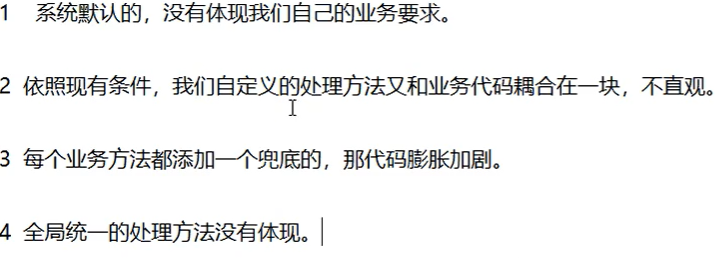 1 系统默认的，没有体现我们自己的业务要求。
2 依照现有条件，我们自定义的处理方法又和业务代码耦合在一块，不直观。
3 每个业务方法都添加一个兜底的，那代码膨胀加剧。
4 全局统一的处理方法没有体现。